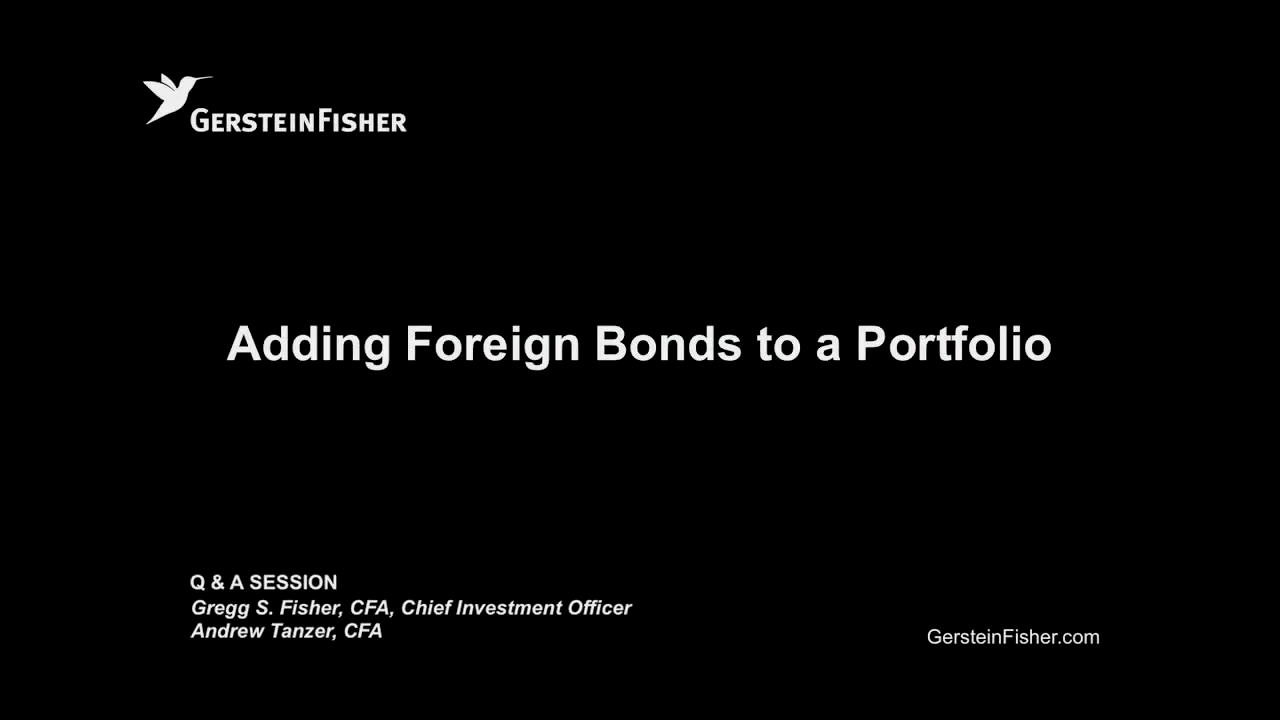 GERSTEINFISHER
Adding Foreign Bonds to a Portfolio
Q & A SESSION
Gregg S. Fisher, CFA, Chief Investment Officer
Andrew Tanzer, CFA
GersteinFisher.com